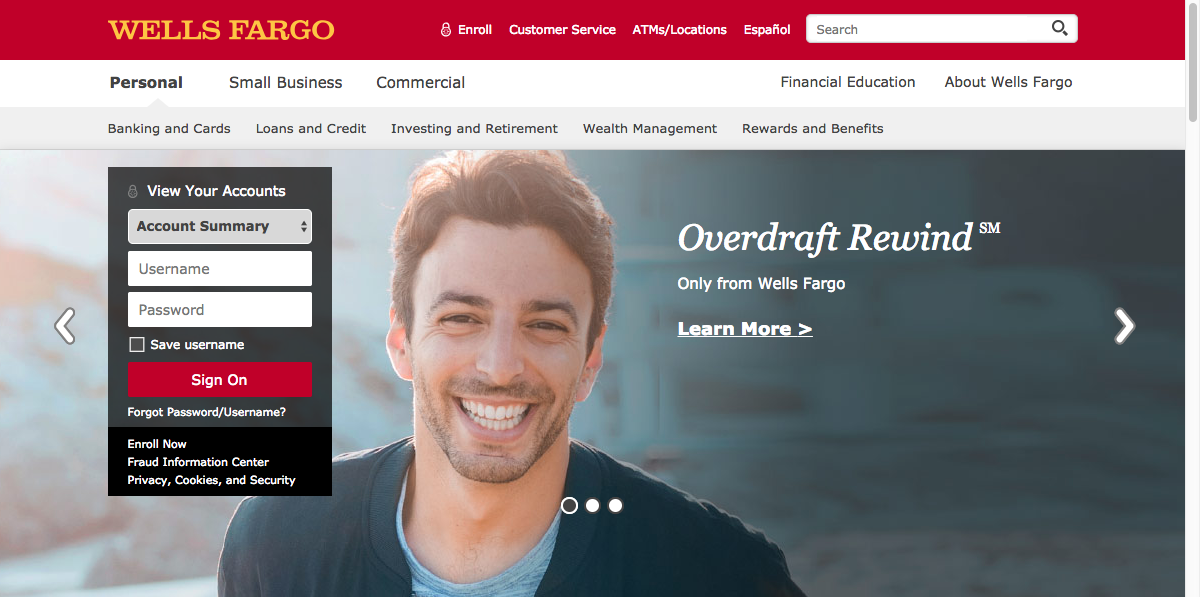 WELLS FARGO
Enroll Customer Service ATMs/Locations Español Search
Personal Small Business Commercial Financial Education About Wells Fargo
Banking and Cards Loans and Credit Investing and Retirement Wealth Management Rewards and Benefits
View Your Accounts
Account Summary
Username
Password
Save username
Sign On
Forgot Password/Username?
Enroll Now
Fraud Information Center
Privacy, Cookies, and Security
Overdraft Rewind SM
Only from Wells Fargo
Learn More >